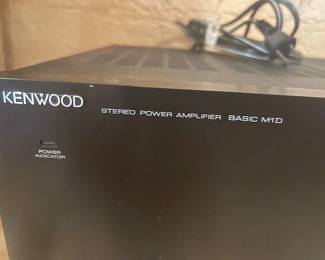 KENWOOD
STEREO POWER AMPLIFIER BASIC M1D
POWER
INDICATOR